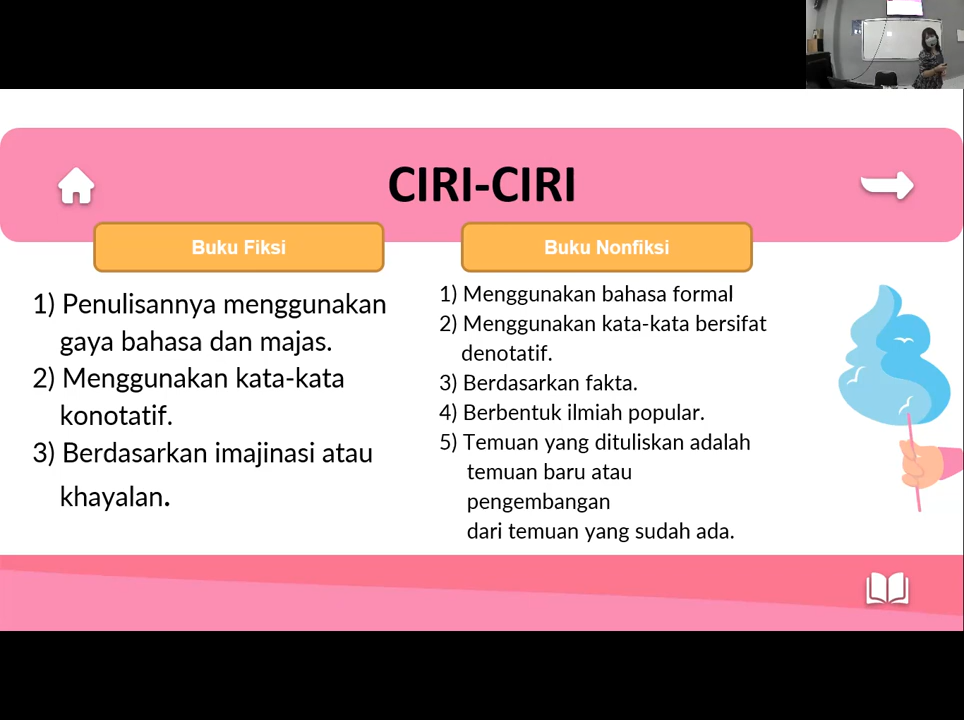 CIRI-CIRI
Buku Fiksi
1) Penulisannya menggunakan
gaya bahasa dan majas.
2) Menggunakan kata-kata
konotatif.
3) Berdasarkan imajinasi atau
khayalan.
Buku Nonfiksi
1) Menggunakan bahasa formal
2) Menggunakan kata-kata bersifat
denotatif.
3) Berdasarkan fakta.
4) Berbentuk ilmiah popular.
5) Temuan yang dituliskan adalah
temuan baru atau
pengembangan
dari temuan yang sudah ada.